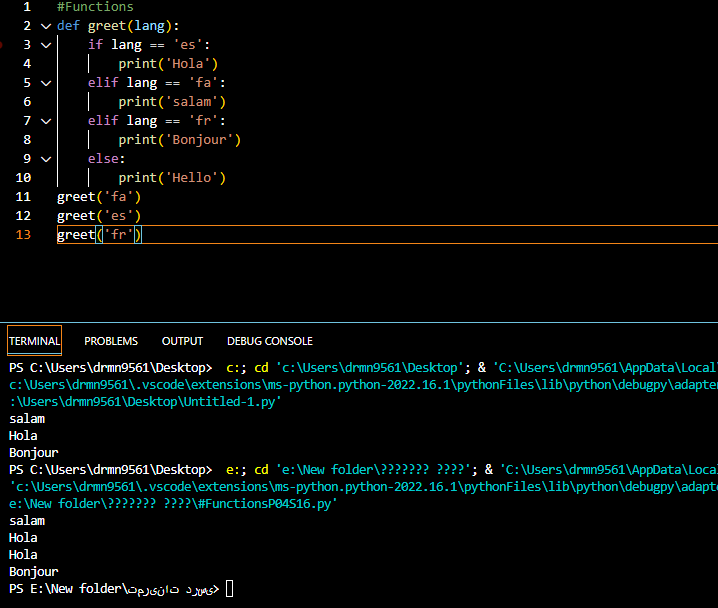 1 #Functions
2 def greet(lang):
3     if lang == 'es':
4         print('Hola')
5     elif lang == 'fa':
6         print('salam')
7     elif lang == 'fr':
8         print('Bonjour')
9     else:
10         print('Hello')
11 greet('fa')
12 greet('es')
13 greet('fr')
TERMINAL PROBLEMS OUTPUT DEBUG CONSOLE
PS C:\Users\drmn9561\Desktop>  c:; cd 'c:\Users\drmn9561\Desktop'; & 'C:\Users\drmn9561\AppData\Local
c:\Users\drmn9561\.vscode\extensions\ms-python.python-2022.16.1\pythonFiles\lib\python\debugpy\adapte
:\Users\drmn9561\Desktop\Untitled-1.py'
salam
Hola
Bonjour
PS C:\Users\drmn9561\Desktop>  e:; cd 'e:\New folder\??????? ????'; & 'C:\Users\drmn9561\AppData\Loca
'c:\Users\drmn9561\.vscode\extensions\ms-python.python-2022.16.1\pythonFiles\lib\python\debugpy\adapt
e:\New folder\??????? ????\#FunctionsP04S16.py'
salam
Hola
Hola
Bonjour
PS E:\New folder\تمرینات درسی>